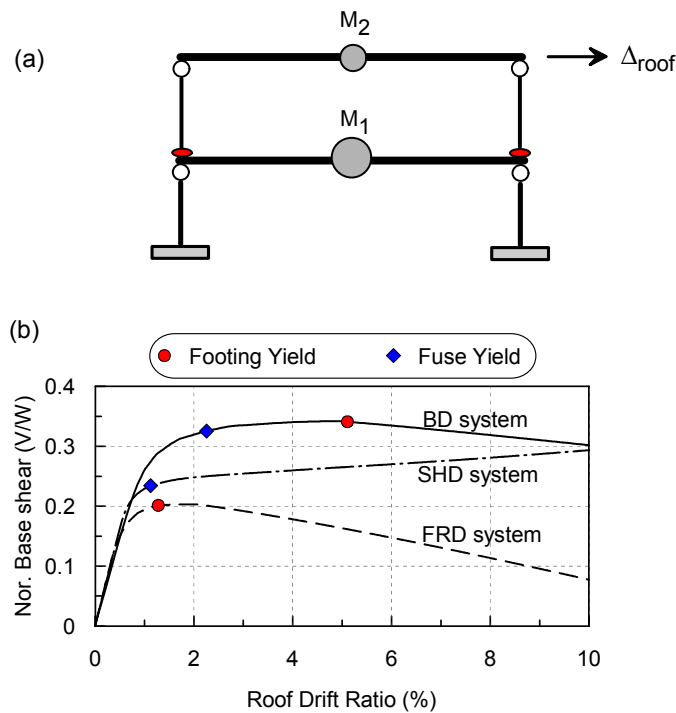 (a)
M2
Δroof
M1
(b)
Footing Yield
Fuse Yield
Nor. Base shear (V/W)
0.4
0.3
0.2
0.1
0
BD system
SHD system
FRD system
0 2 4 6 8 10
Roof Drift Ratio (%)